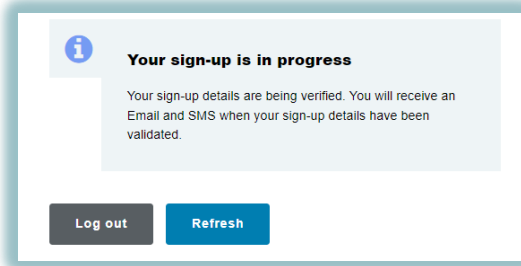 Your sign-up is in progress
Your sign-up details are being verified. You will receive an
Email and SMS when your sign-up details have been
validated.
Log out
Refresh